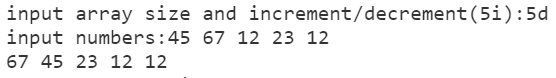 input array size and increment/decrement(5i):5d
input numbers:45 67 12 23 12
67 45 23 12 12